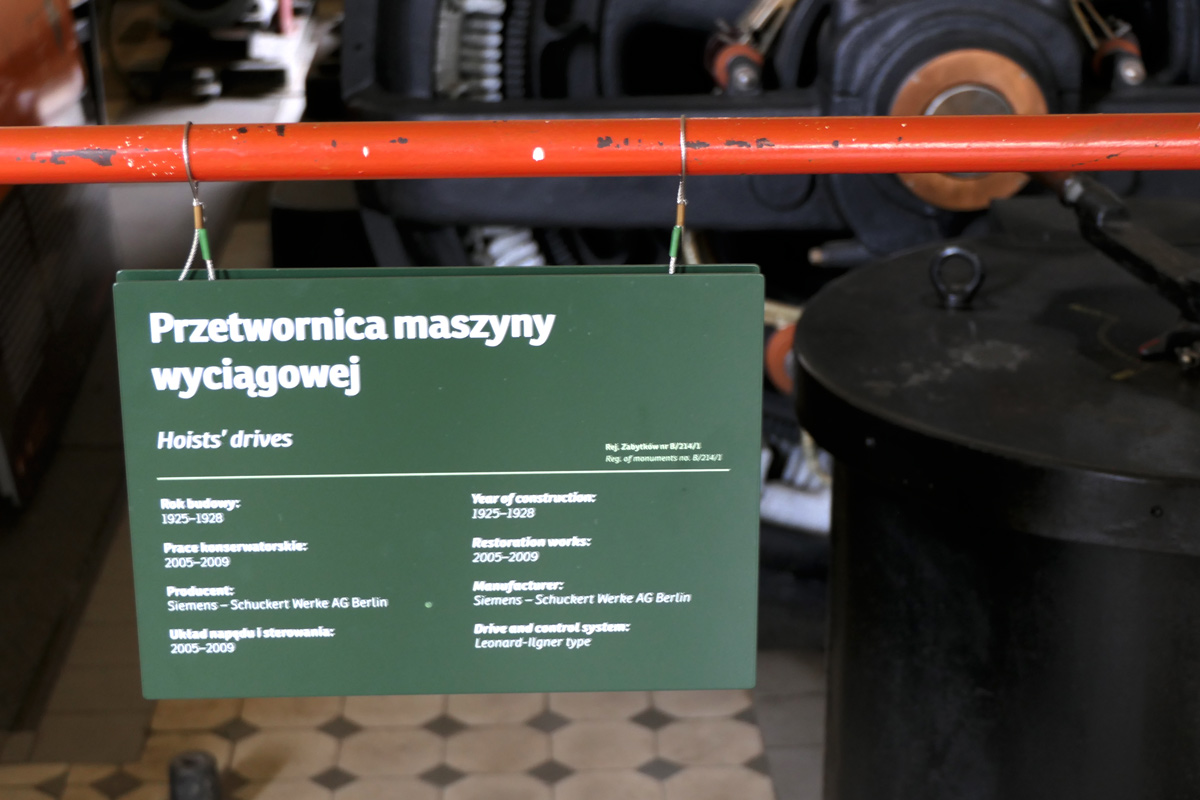 Przetwornica maszyny
wyciągowej
Hoists' drives
Rej. Zabytków nr B/214/1
Reg. of monuments no. B/214/1
Rok budowy:
1925–1928
Prace konserwatorskie:
2005–2009
Producent:
Siemens – Schuckert Werke AG Berlin
Układ napędu i sterowania:
2005–2009
Year of construction:
1925–1928
Restoration works:
2005–2009
Manufacturer:
Siemens – Schuckert Werke AG Berlin
Drive and control system:
Leonard-Ilgner type